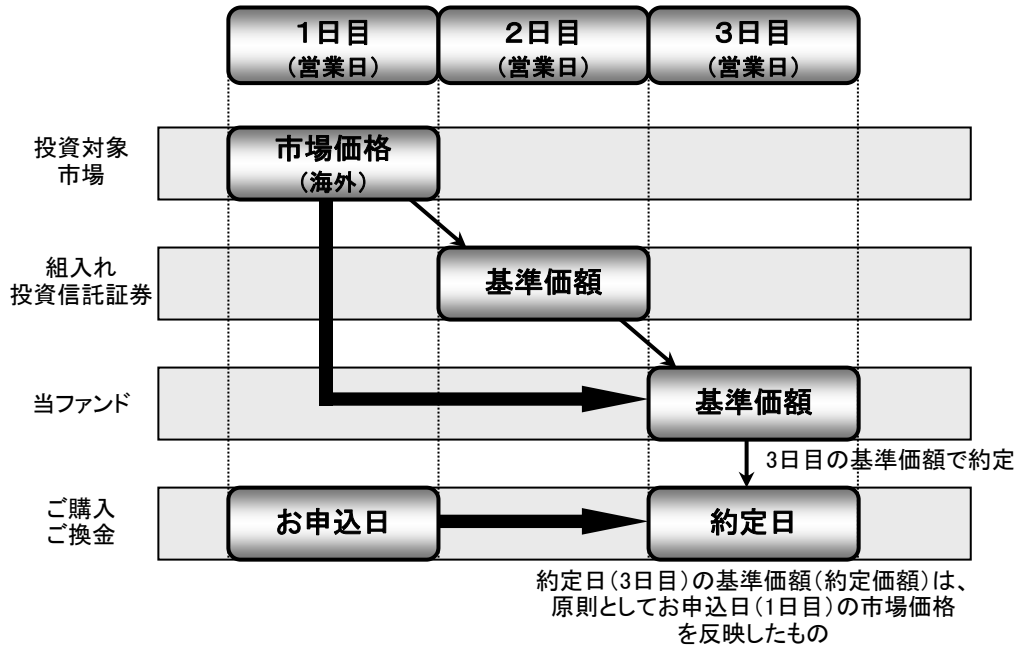 1日目
（営業日）
2日目
（営業日）
3日目
（営業日）
投資対象
市場
市場価格
（海外）
組入れ
投資信託証券
基準価額
当ファンド
基準価額
3日目の基準価額で約定
ご購入
ご換金
お申込日
約定日
約定日（3日目）の基準価額（約定価額）は、
原則としてお申込日（1日目）の市場価格
を反映したもの